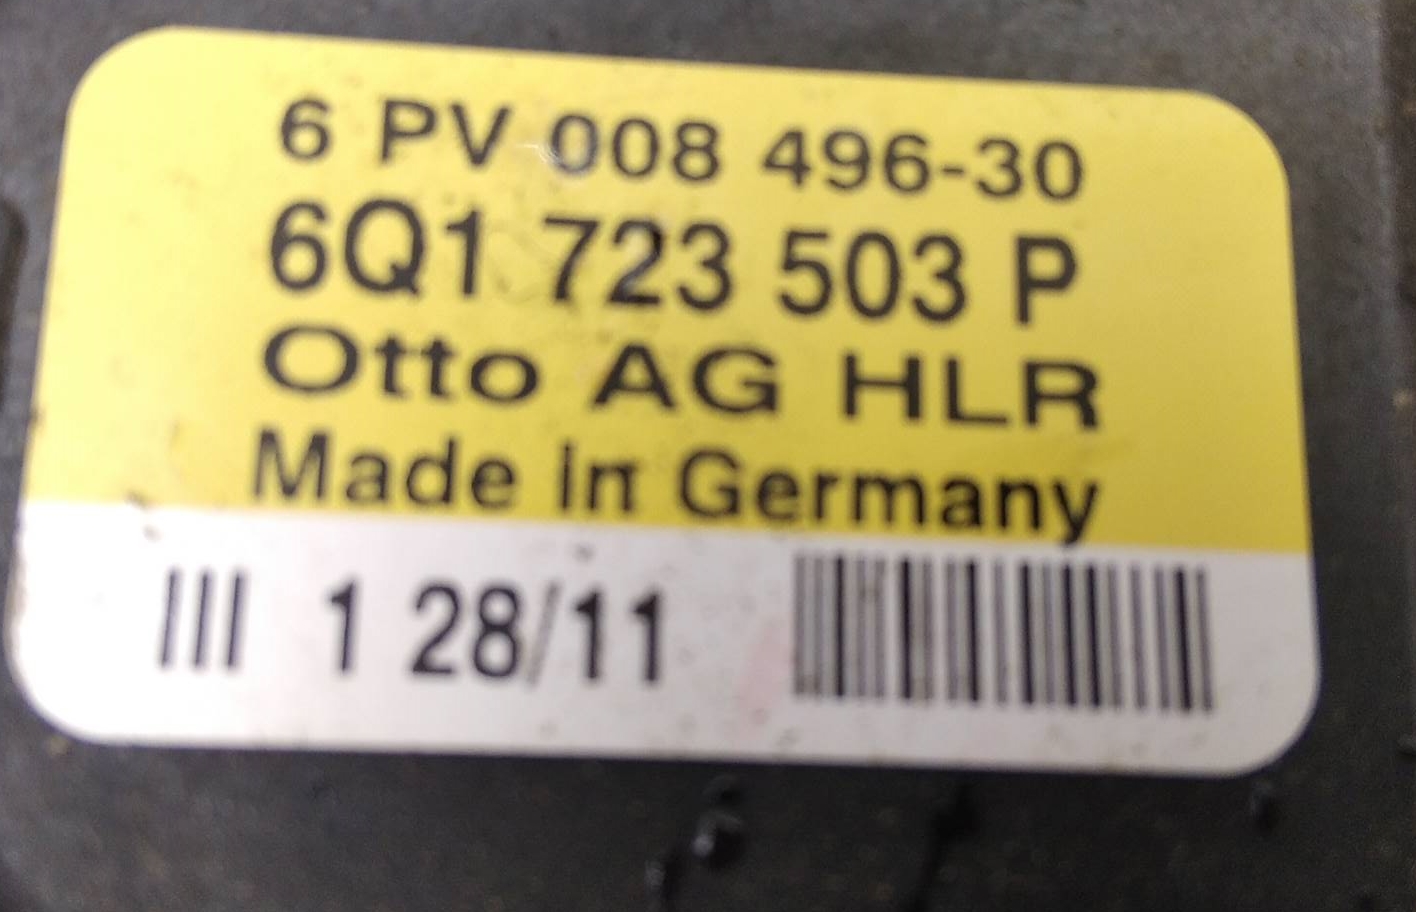 6 PV 008 496-30
6Q1 723 503 P
Otto AG HLR
Made in Germany
III 1 28/11